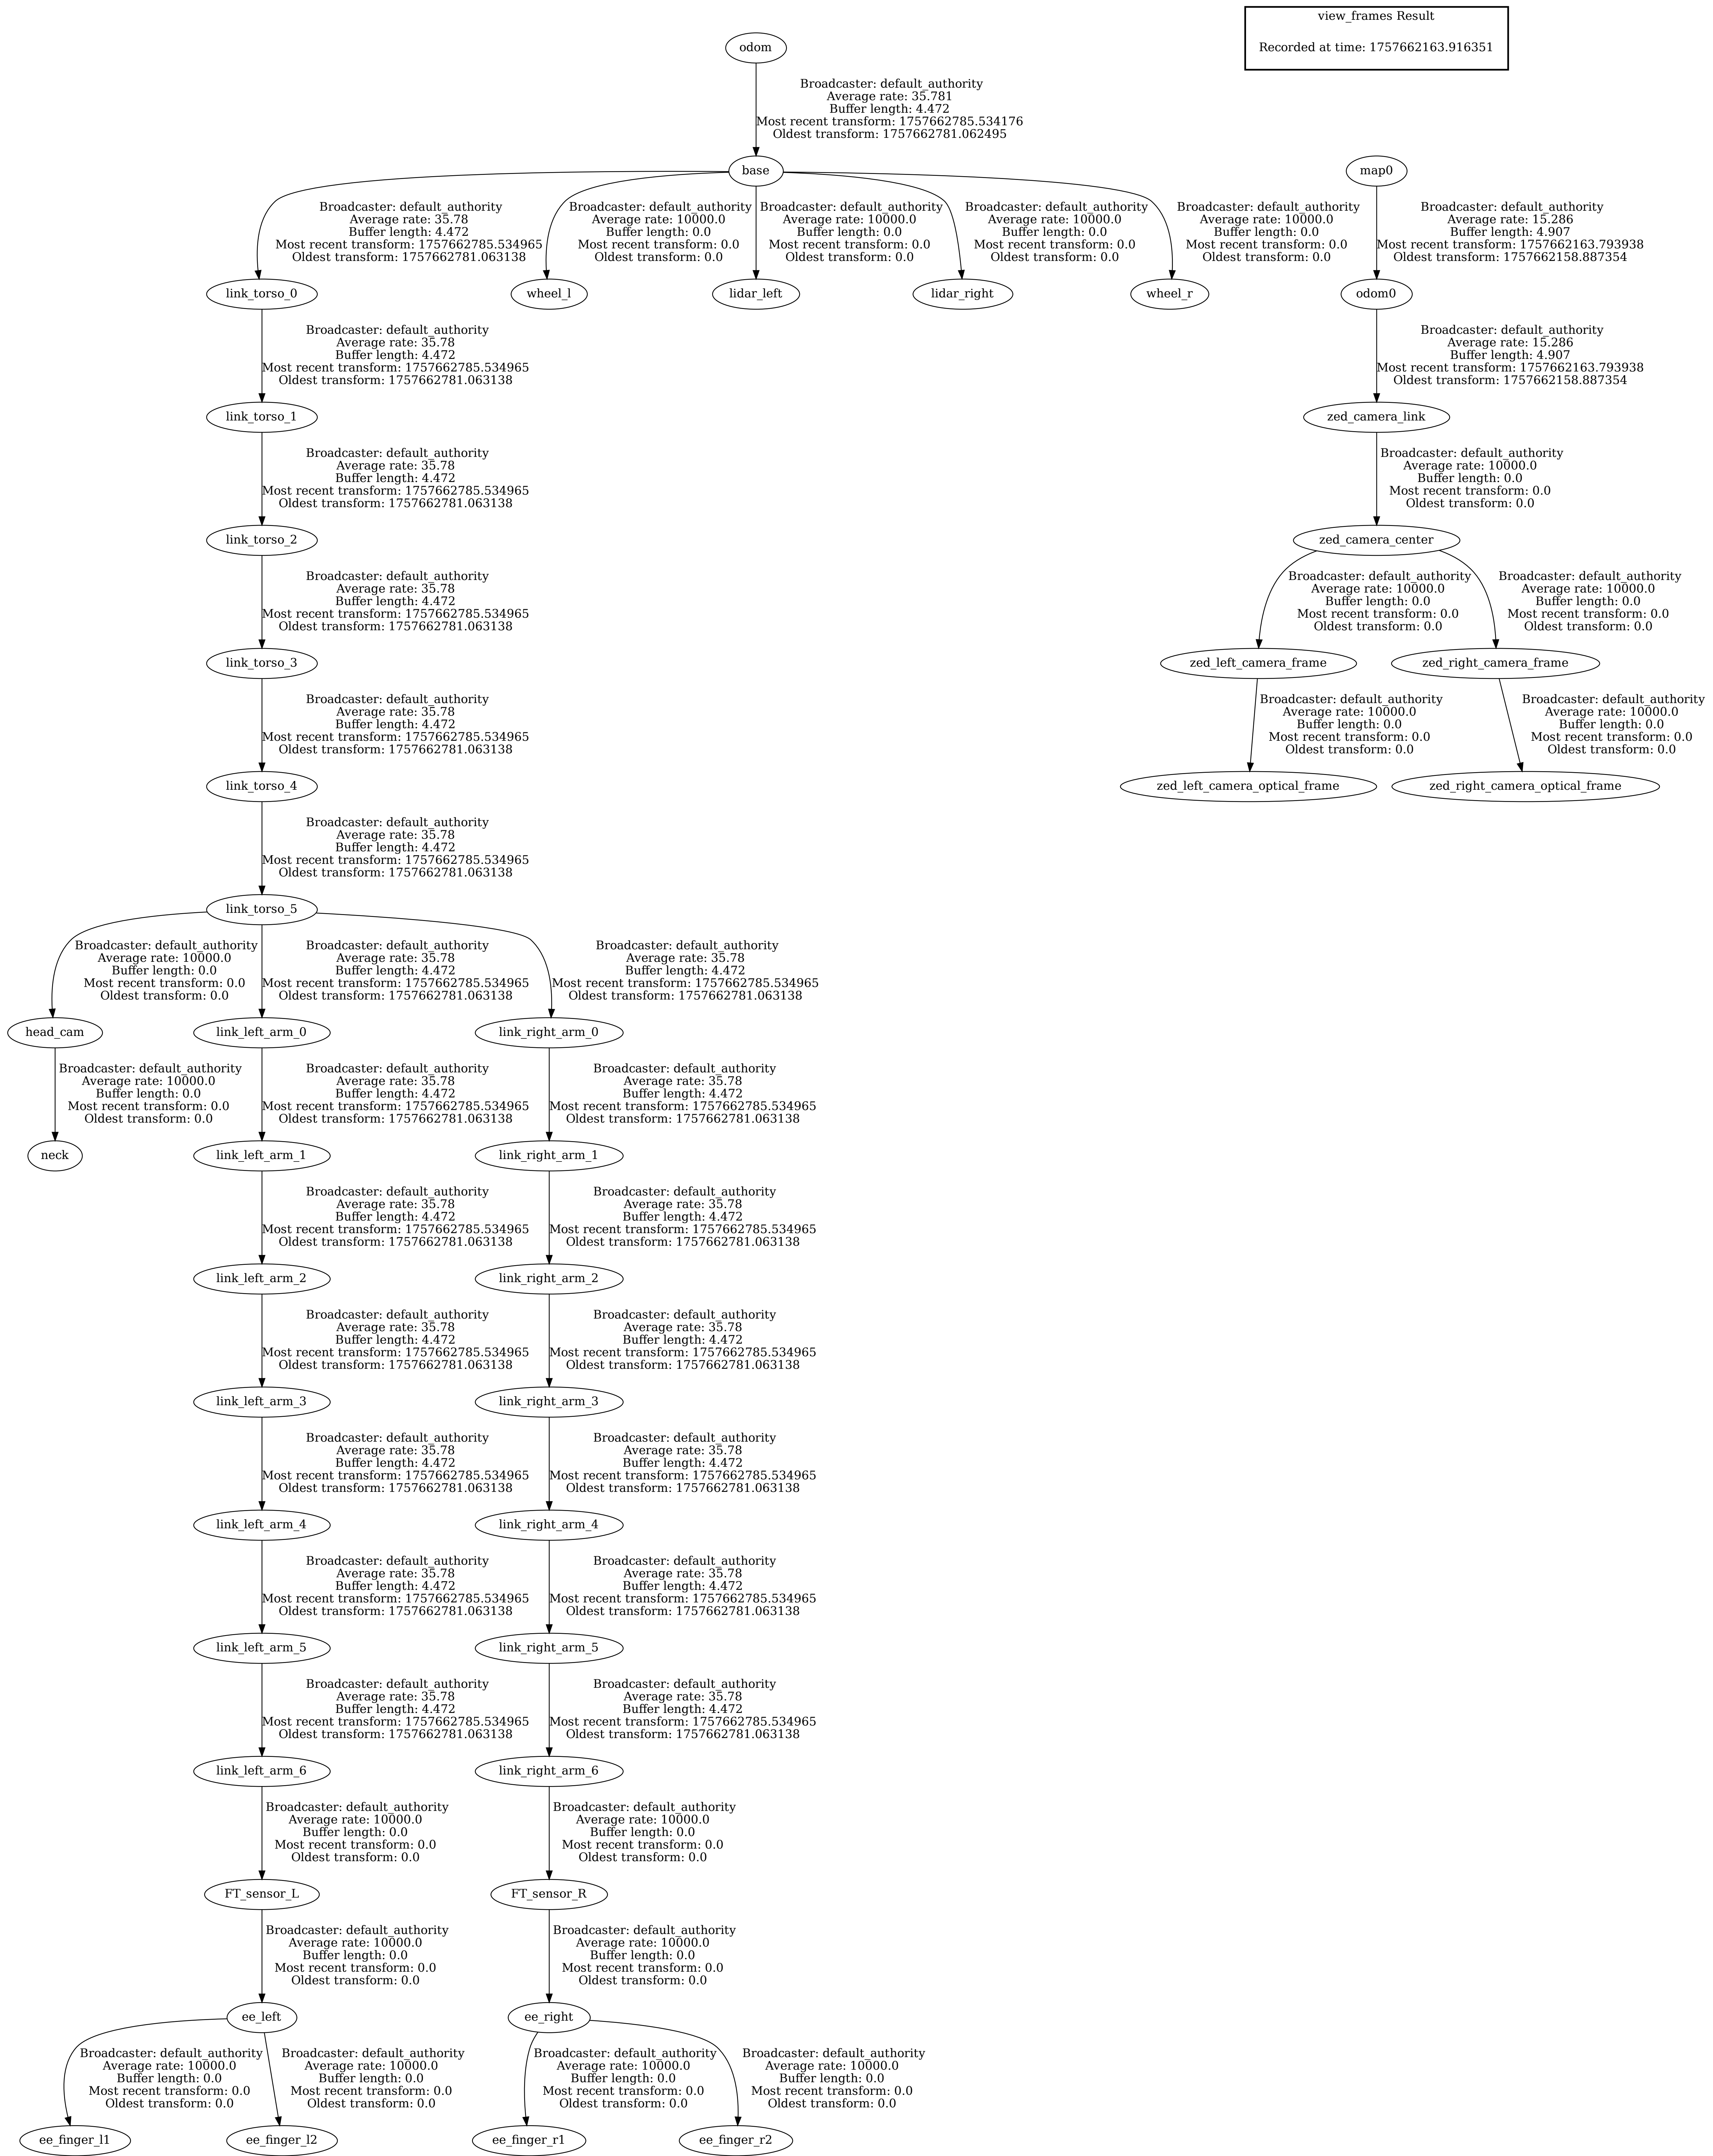 view_frames Result
Recorded at time: 1757662163.916351
odom
Broadcaster: default_authority
Average rate: 35.781
Buffer length: 4.472
Most recent transform: 1757662785.534176
Oldest transform: 1757662781.062495
base
Broadcaster: default_authority
Average rate: 35.78
Buffer length: 4.472
Most recent transform: 1757662785.534965
Oldest transform: 1757662781.063138
Broadcaster: default_authority
Average rate: 10000.0
Buffer length: 0.0
Most recent transform: 0.0
Oldest transform: 0.0
Broadcaster: default_authority
Average rate: 10000.0
Buffer length: 0.0
Most recent transform: 0.0
Oldest transform: 0.0
Broadcaster: default_authority
Average rate: 10000.0
Buffer length: 0.0
Most recent transform: 0.0
Oldest transform: 0.0
Broadcaster: default_authority
Average rate: 10000.0
Buffer length: 0.0
Most recent transform: 0.0
Oldest transform: 0.0
link_torso_0
wheel_l
lidar_left
lidar_right
wheel_r
Broadcaster: default_authority
Average rate: 35.78
Buffer length: 4.472
Most recent transform: 1757662785.534965
Oldest transform: 1757662781.063138
link_torso_1
Broadcaster: default_authority
Average rate: 35.78
Buffer length: 4.472
Most recent transform: 1757662785.534965
Oldest transform: 1757662781.063138
link_torso_2
Broadcaster: default_authority
Average rate: 35.78
Buffer length: 4.472
Most recent transform: 1757662785.534965
Oldest transform: 1757662781.063138
link_torso_3
Broadcaster: default_authority
Average rate: 35.78
Buffer length: 4.472
Most recent transform: 1757662785.534965
Oldest transform: 1757662781.063138
link_torso_4
Broadcaster: default_authority
Average rate: 35.78
Buffer length: 4.472
Most recent transform: 1757662785.534965
Oldest transform: 1757662781.063138
link_torso_5
Broadcaster: default_authority
Average rate: 10000.0
Buffer length: 0.0
Most recent transform: 0.0
Oldest transform: 0.0
head_cam
Broadcaster: default_authority
Average rate: 10000.0
Buffer length: 0.0
Most recent transform: 0.0
Oldest transform: 0.0
neck
Broadcaster: default_authority
Average rate: 35.78
Buffer length: 4.472
Most recent transform: 1757662785.534965
Oldest transform: 1757662781.063138
link_left_arm_0
Broadcaster: default_authority
Average rate: 35.78
Buffer length: 4.472
Most recent transform: 1757662785.534965
Oldest transform: 1757662781.063138
link_left_arm_1
Broadcaster: default_authority
Average rate: 35.78
Buffer length: 4.472
Most recent transform: 1757662785.534965
Oldest transform: 1757662781.063138
link_left_arm_2
Broadcaster: default_authority
Average rate: 35.78
Buffer length: 4.472
Most recent transform: 1757662785.534965
Oldest transform: 1757662781.063138
link_left_arm_3
Broadcaster: default_authority
Average rate: 35.78
Buffer length: 4.472
Most recent transform: 1757662785.534965
Oldest transform: 1757662781.063138
link_left_arm_4
Broadcaster: default_authority
Average rate: 35.78
Buffer length: 4.472
Most recent transform: 1757662785.534965
Oldest transform: 1757662781.063138
link_left_arm_5
Broadcaster: default_authority
Average rate: 35.78
Buffer length: 4.472
Most recent transform: 1757662785.534965
Oldest transform: 1757662781.063138
link_left_arm_6
Broadcaster: default_authority
Average rate: 10000.0
Buffer length: 0.0
Most recent transform: 0.0
Oldest transform: 0.0
FT_sensor_L
Broadcaster: default_authority
Average rate: 10000.0
Buffer length: 0.0
Most recent transform: 0.0
Oldest transform: 0.0
ee_left
Broadcaster: default_authority
Average rate: 10000.0
Buffer length: 0.0
Most recent transform: 0.0
Oldest transform: 0.0
Broadcaster: default_authority
Average rate: 10000.0
Buffer length: 0.0
Most recent transform: 0.0
Oldest transform: 0.0
ee_finger_l1
ee_finger_l2
Broadcaster: default_authority
Average rate: 35.78
Buffer length: 4.472
Most recent transform: 1757662785.534965
Oldest transform: 1757662781.063138
link_right_arm_0
Broadcaster: default_authority
Average rate: 35.78
Buffer length: 4.472
Most recent transform: 1757662785.534965
Oldest transform: 1757662781.063138
link_right_arm_1
Broadcaster: default_authority
Average rate: 35.78
Buffer length: 4.472
Most recent transform: 1757662785.534965
Oldest transform: 1757662781.063138
link_right_arm_2
Broadcaster: default_authority
Average rate: 35.78
Buffer length: 4.472
Most recent transform: 1757662785.534965
Oldest transform: 1757662781.063138
link_right_arm_3
Broadcaster: default_authority
Average rate: 35.78
Buffer length: 4.472
Most recent transform: 1757662785.534965
Oldest transform: 1757662781.063138
link_right_arm_4
Broadcaster: default_authority
Average rate: 35.78
Buffer length: 4.472
Most recent transform: 1757662785.534965
Oldest transform: 1757662781.063138
link_right_arm_5
Broadcaster: default_authority
Average rate: 35.78
Buffer length: 4.472
Most recent transform: 1757662785.534965
Oldest transform: 1757662781.063138
link_right_arm_6
Broadcaster: default_authority
Average rate: 10000.0
Buffer length: 0.0
Most recent transform: 0.0
Oldest transform: 0.0
FT_sensor_R
Broadcaster: default_authority
Average rate: 10000.0
Buffer length: 0.0
Most recent transform: 0.0
Oldest transform: 0.0
ee_right
Broadcaster: default_authority
Average rate: 10000.0
Buffer length: 0.0
Most recent transform: 0.0
Oldest transform: 0.0
Broadcaster: default_authority
Average rate: 10000.0
Buffer length: 0.0
Most recent transform: 0.0
Oldest transform: 0.0
ee_finger_r1
ee_finger_r2
map0
Broadcaster: default_authority
Average rate: 15.286
Buffer length: 4.907
Most recent transform: 1757662163.793938
Oldest transform: 1757662158.887354
odom0
Broadcaster: default_authority
Average rate: 15.286
Buffer length: 4.907
Most recent transform: 1757662163.793938
Oldest transform: 1757662158.887354
zed_camera_link
Broadcaster: default_authority
Average rate: 10000.0
Buffer length: 0.0
Most recent transform: 0.0
Oldest transform: 0.0
zed_camera_center
Broadcaster: default_authority
Average rate: 10000.0
Buffer length: 0.0
Most recent transform: 0.0
Oldest transform: 0.0
Broadcaster: default_authority
Average rate: 10000.0
Buffer length: 0.0
Most recent transform: 0.0
Oldest transform: 0.0
zed_left_camera_frame
zed_right_camera_frame
Broadcaster: default_authority
Average rate: 10000.0
Buffer length: 0.0
Most recent transform: 0.0
Oldest transform: 0.0
Broadcaster: default_authority
Average rate: 10000.0
Buffer length: 0.0
Most recent transform: 0.0
Oldest transform: 0.0
zed_left_camera_optical_frame
zed_right_camera_optical_frame